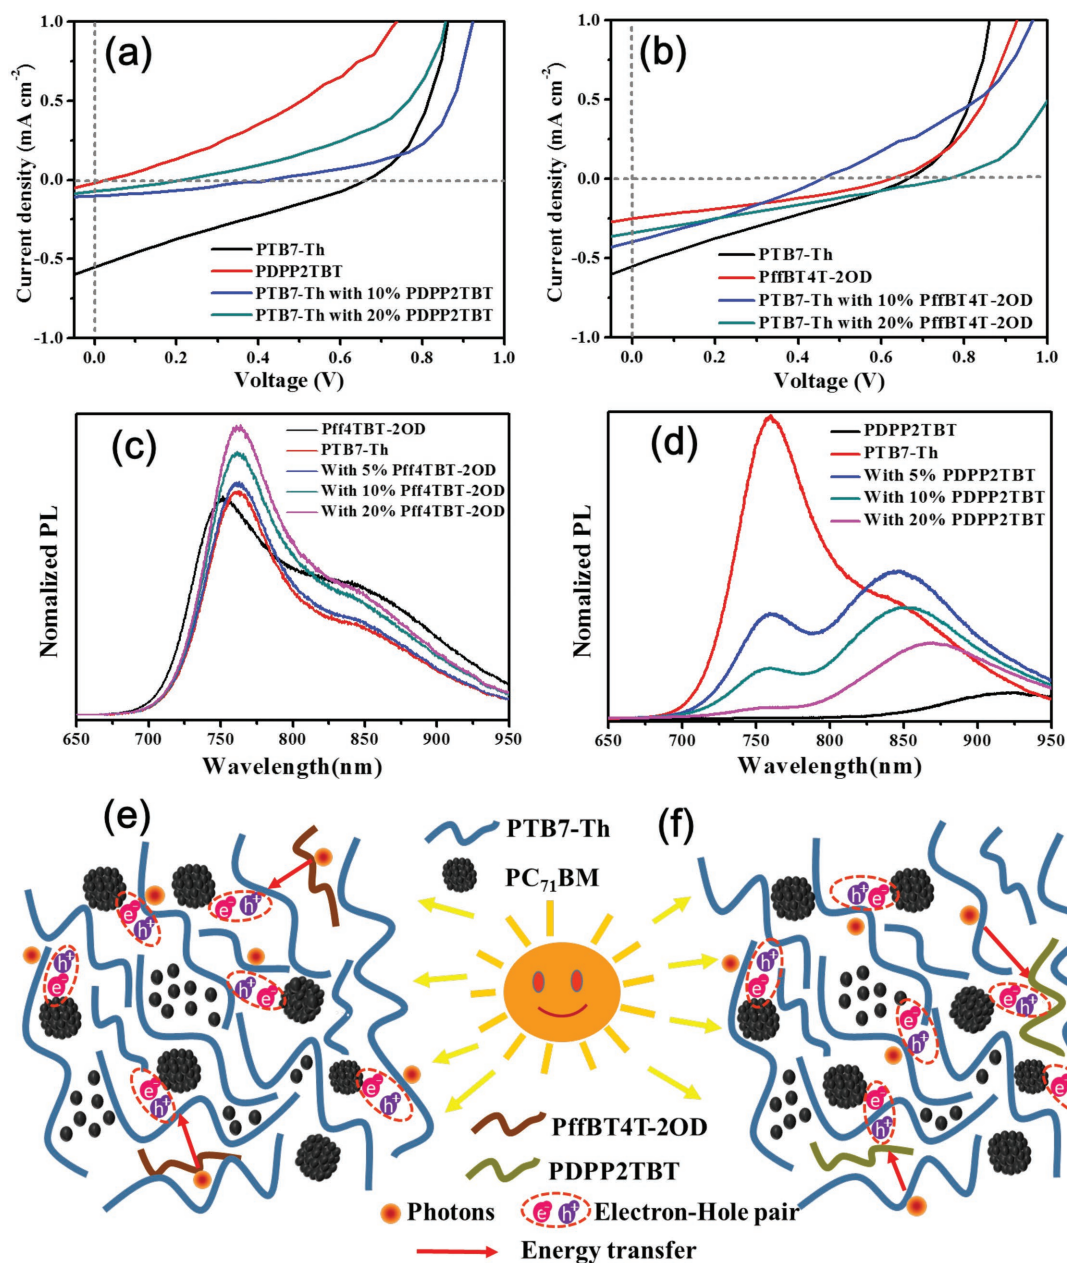 (a)
1.0
0.5
0.0
-0.5
-1.0
Current density (mA cm-2)
PTB7-Th
PDPP2TBT
PTB7-Th with 10% PDPP2TBT
PTB7-Th with 20% PDPP2TBT
0.0 0.2 0.4 0.6 0.8 1.0
Voltage (V)
(b)
1.0
0.5
0.0
-0.5
-1.0
Current density (mA cm-2)
PTB7-Th
PffBT4T-2OD
PTB7-Th with 10% PffBT4T-2OD
PTB7-Th with 20% PffBT4T-2OD
0.0 0.2 0.4 0.6 0.8 1.0
Voltage (V)
(c)
Nomalized PL
Pff4TBT-2OD
PTB7-Th
With 5% Pff4TBT-2OD
With 10% Pff4TBT-2OD
With 20% Pff4TBT-2OD
650 700 750 800 850 900 950
Wavelength(nm)
(d)
Nomalized PL
PDPP2TBT
PTB7-Th
With 5% PDPP2TBT
With 10% PDPP2TBT
With 20% PDPP2TBT
650 700 750 800 850 900 950
Wavelength(nm)
(e)
PTB7-Th
PC71BM
(f)
e- h+
e- h+
h+ e-
e- h+
e- h+
e- h+
e- h+
h+ e-
e- h+
e- h+
e- h+
e-
PffBT4T-2OD
PDPP2TBT
Photons
e- h+
Electron-Hole pair
Energy transfer